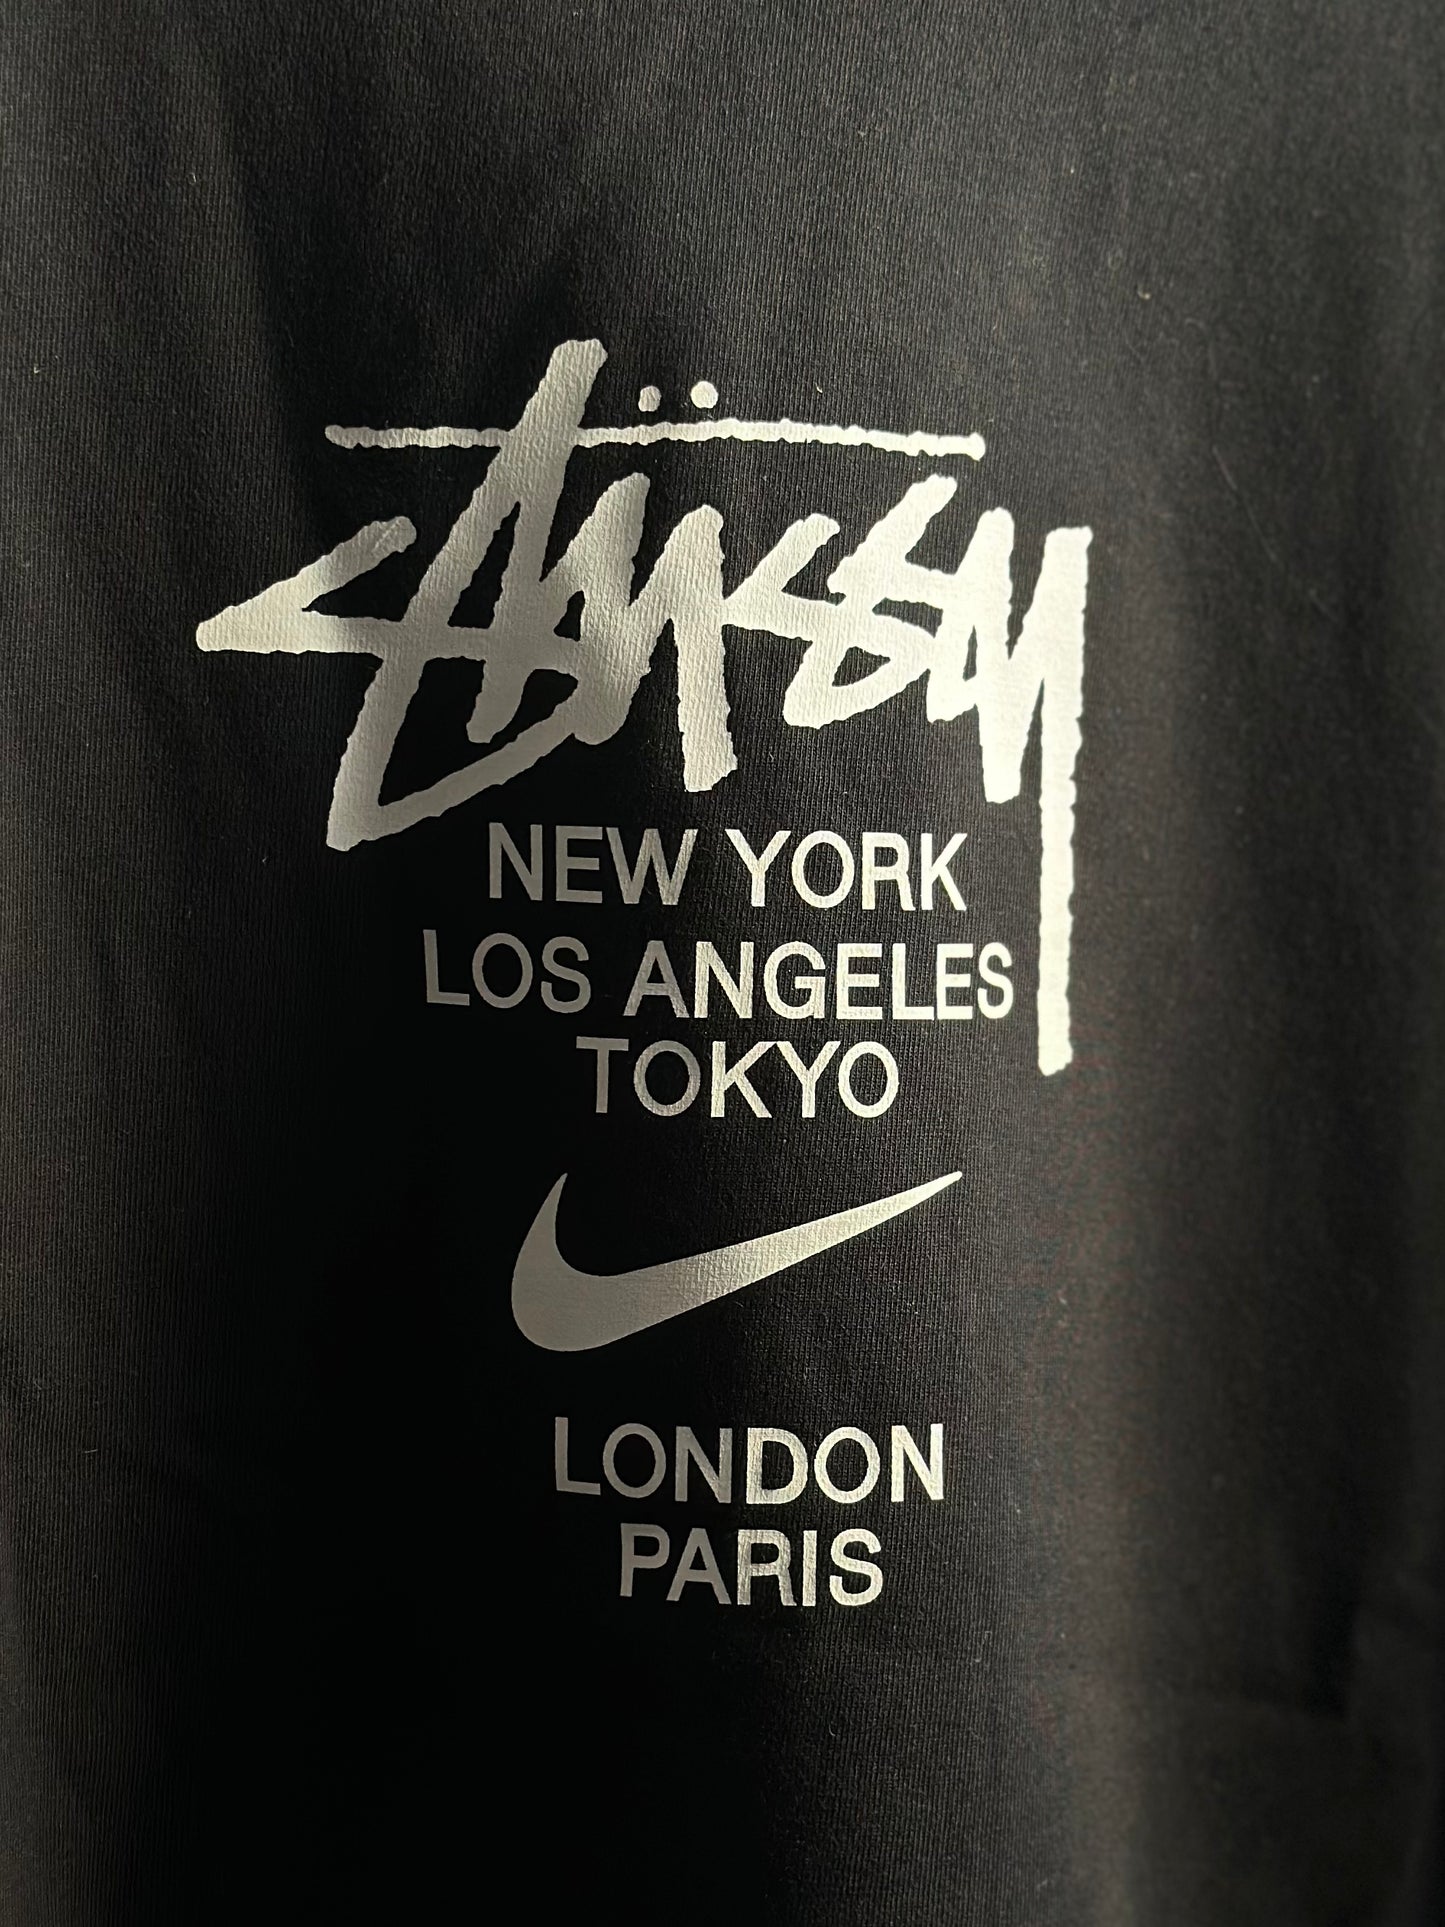 Stüssy
NEW YORK
LOS ANGELES
TOKYO
LONDON
PARIS